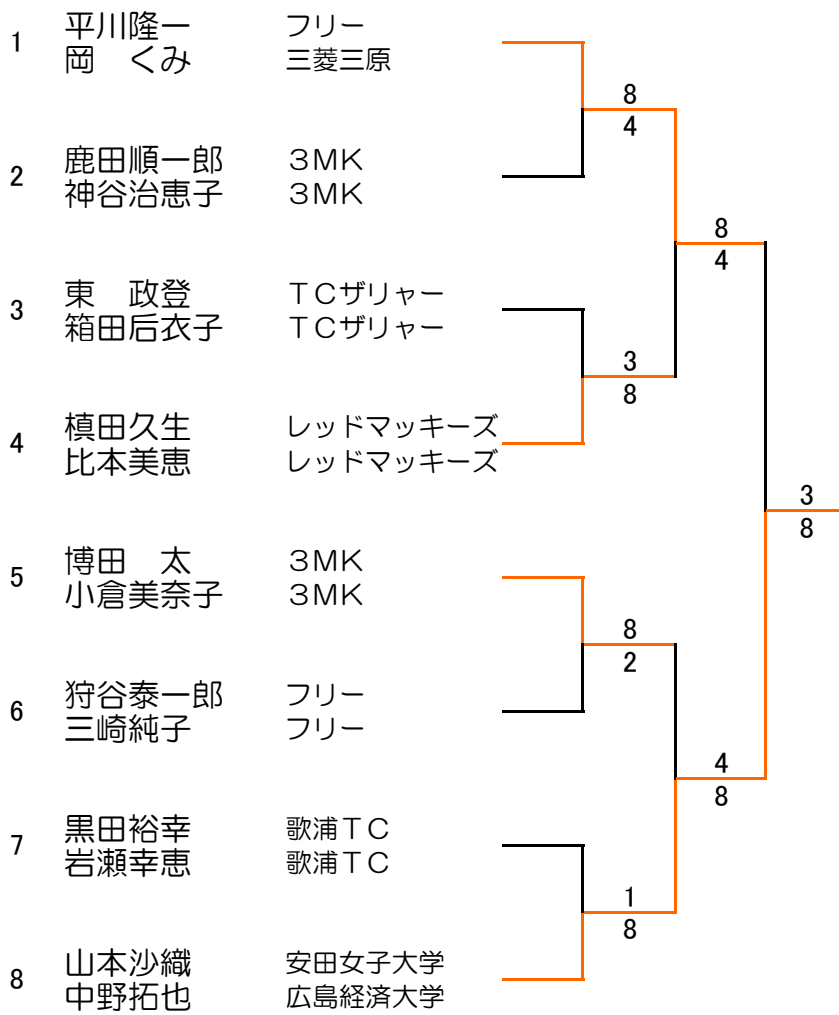 1 平川隆一 フリー
岡 くみ 三菱三原
8
4
2 鹿田順一郎 3MK
神谷治恵子 3MK
8
4
3 東 政登 TCザリャー
箱田后衣子 TCザリャー
3
8
4 槙田久生 レッドマッキーズ
比本美恵 レッドマッキーズ
3
8
5 博田 太 3MK
小倉美奈子 3MK
8
2
6 狩谷泰一郎 フリー
三崎純子 フリー
4
8
7 黒田裕幸 歌浦TC
岩瀬幸恵 歌浦TC
1
8
8 山本沙織 安田女子大学
中野拓也 広島経済大学